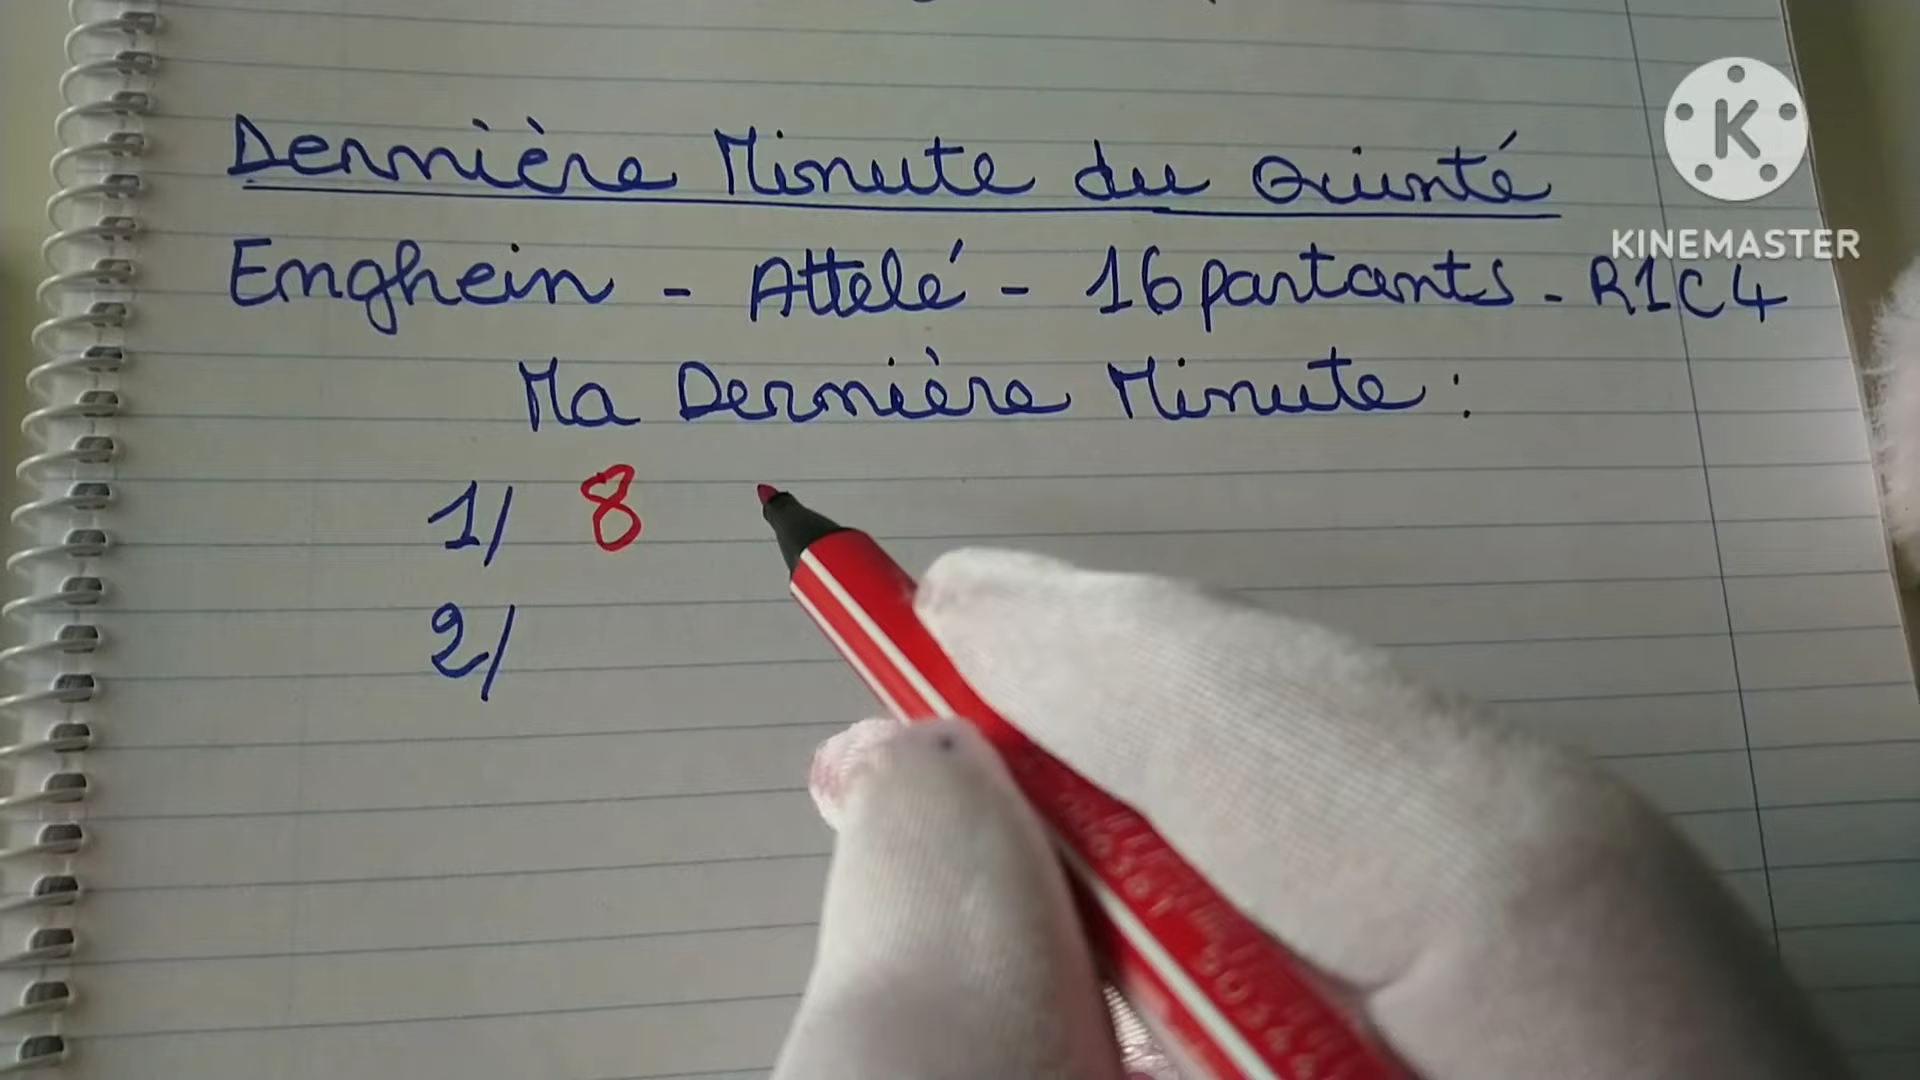 Dernière Minute du Quinté
Enghein - Attelé - 16 partants - R1C4
Ma Dernière Minute :
1/ 8
2/
K
KINEMASTER